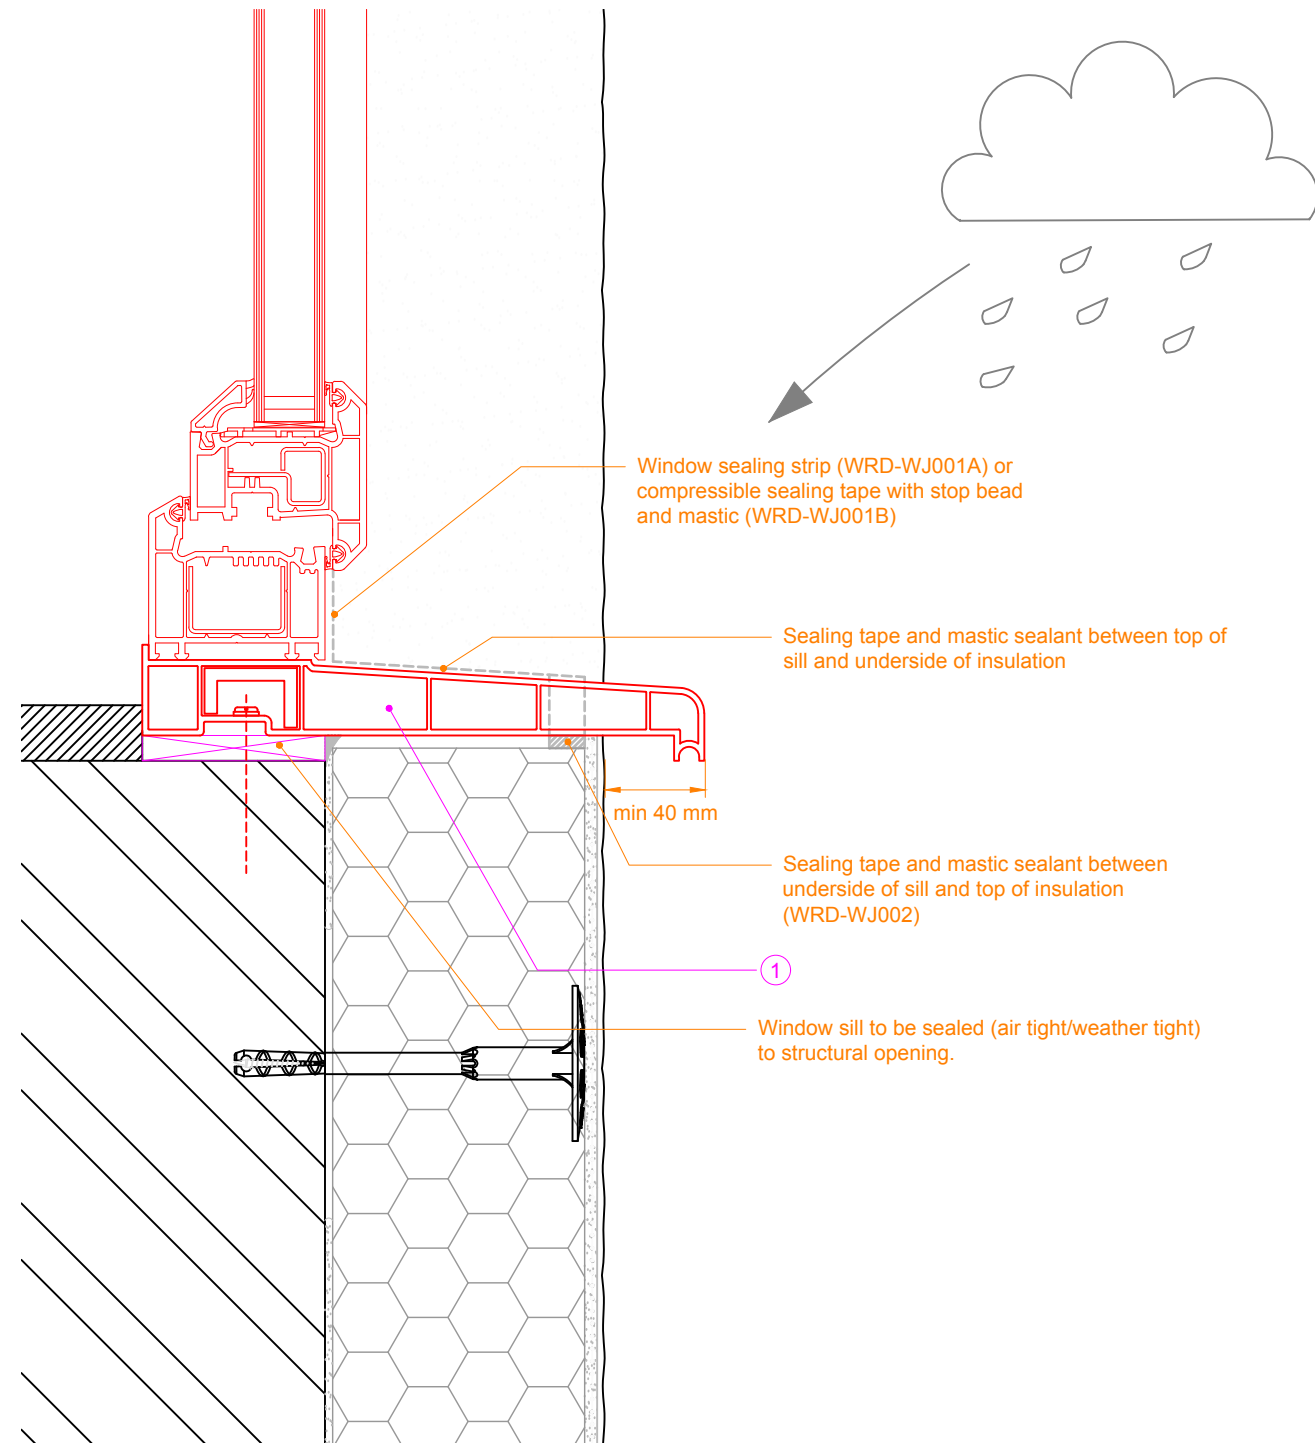 Window sealing strip (WRD-WJ001A) or
compressible sealing tape with stop bead
and mastic (WRD-WJ001B)
Sealing tape and mastic sealant between top of
sill and underside of insulation
min 40 mm
Sealing tape and mastic sealant between
underside of sill and top of insulation
(WRD-WJ002)
1
Window sill to be sealed (air tight/weather tight)
to structural opening.